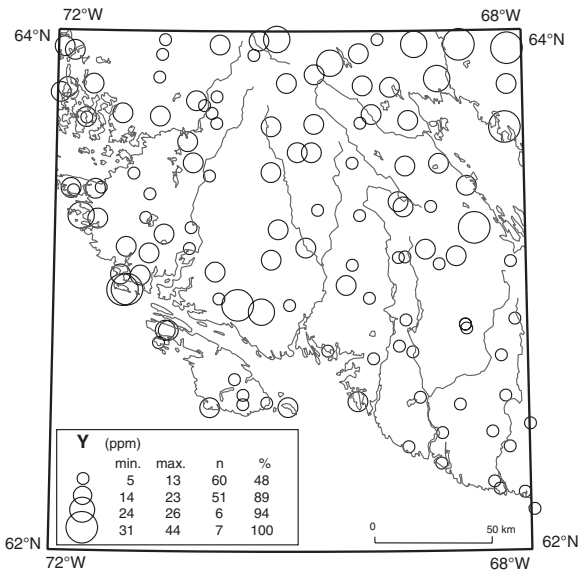 72°W 68°W
64°N 64°N
Y (ppm)
min. max. n %
5 13 60 48
14 23 51 89
24 26 6 94
31 44 7 100
0 50 km
62°N 62°N
72°W 68°W